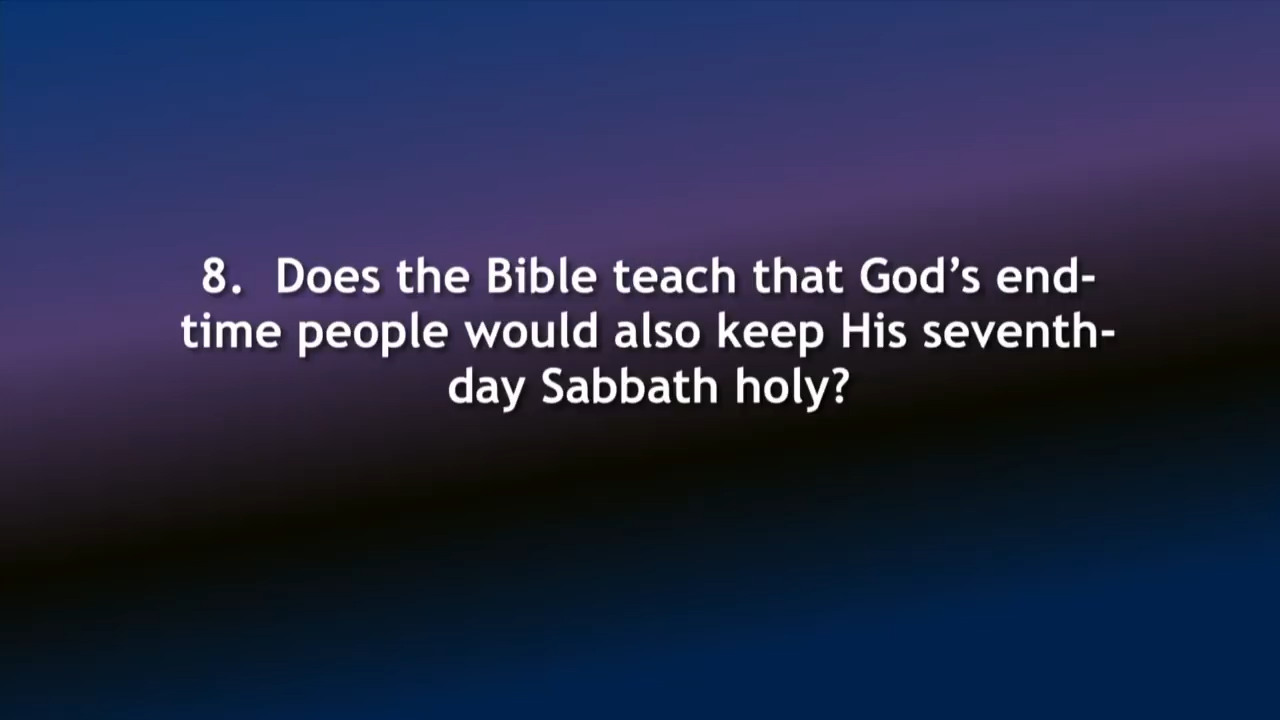 8.  Does the Bible teach that God’s end-
time people would also keep His seventh-
day Sabbath holy?